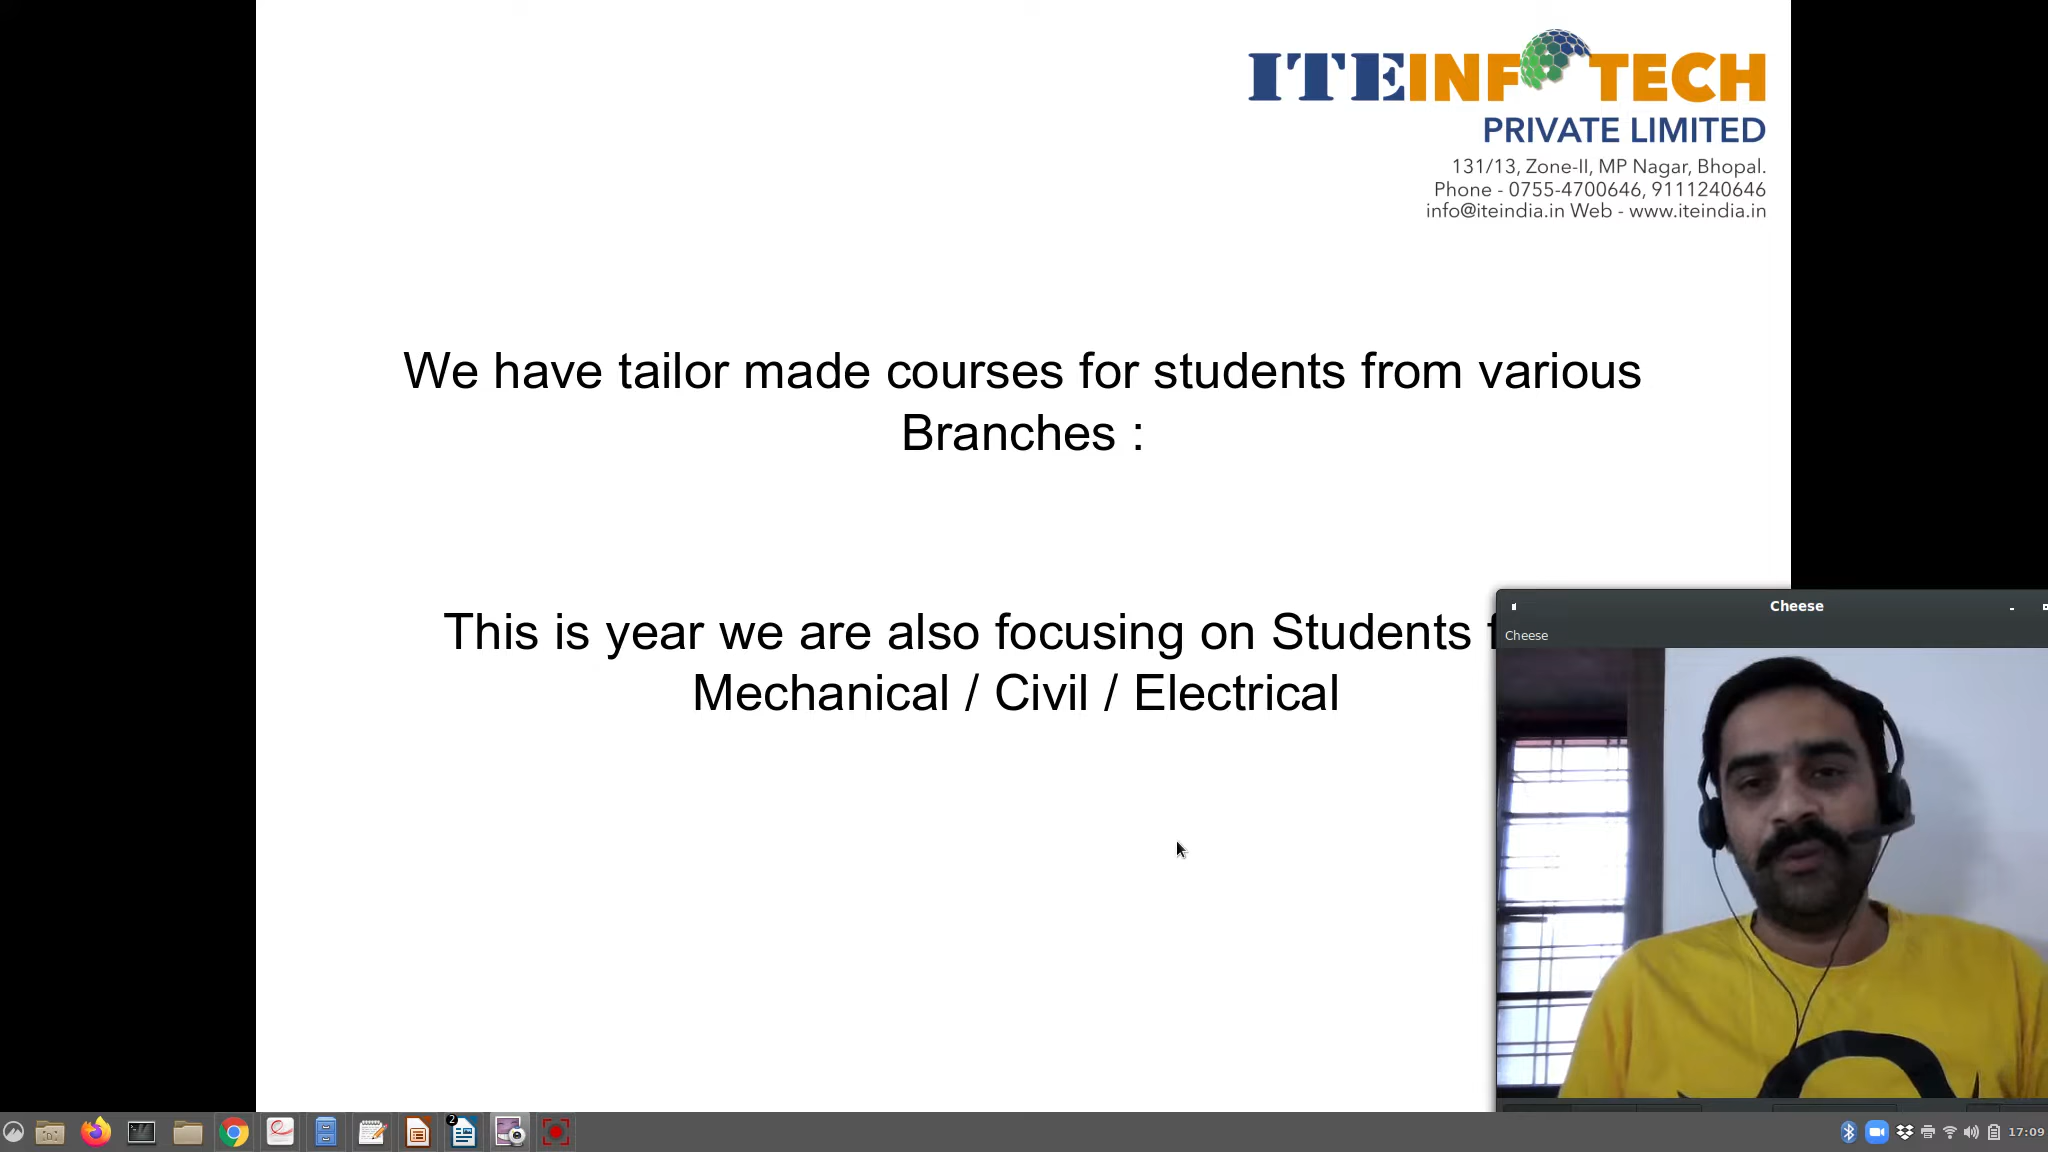 ITEINFOTECH
PRIVATE LIMITED
131/13, Zone-II, MP Nagar, Bhopal.
Phone - 0755-4700646, 9111240646
info@iteindia.in Web - www.iteindia.in
We have tailor made courses for students from various
Branches :
This is year we are also focusing on Students
Mechanical / Civil / Electrical
Cheese
Cheese
2
17:09